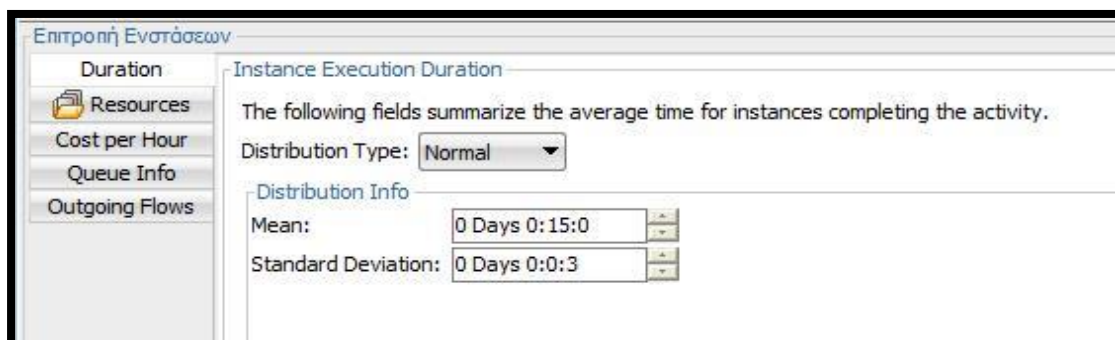 Επιτροπή Ενστάσεων
Duration
Resources
Cost per Hour
Queue Info
Outgoing Flows
Instance Execution Duration
The following fields summarize the average time for instances completing the activity.
Distribution Type: Normal
Distribution Info
Mean: 0 Days 0:15:0
Standard Deviation: 0 Days 0:0:3